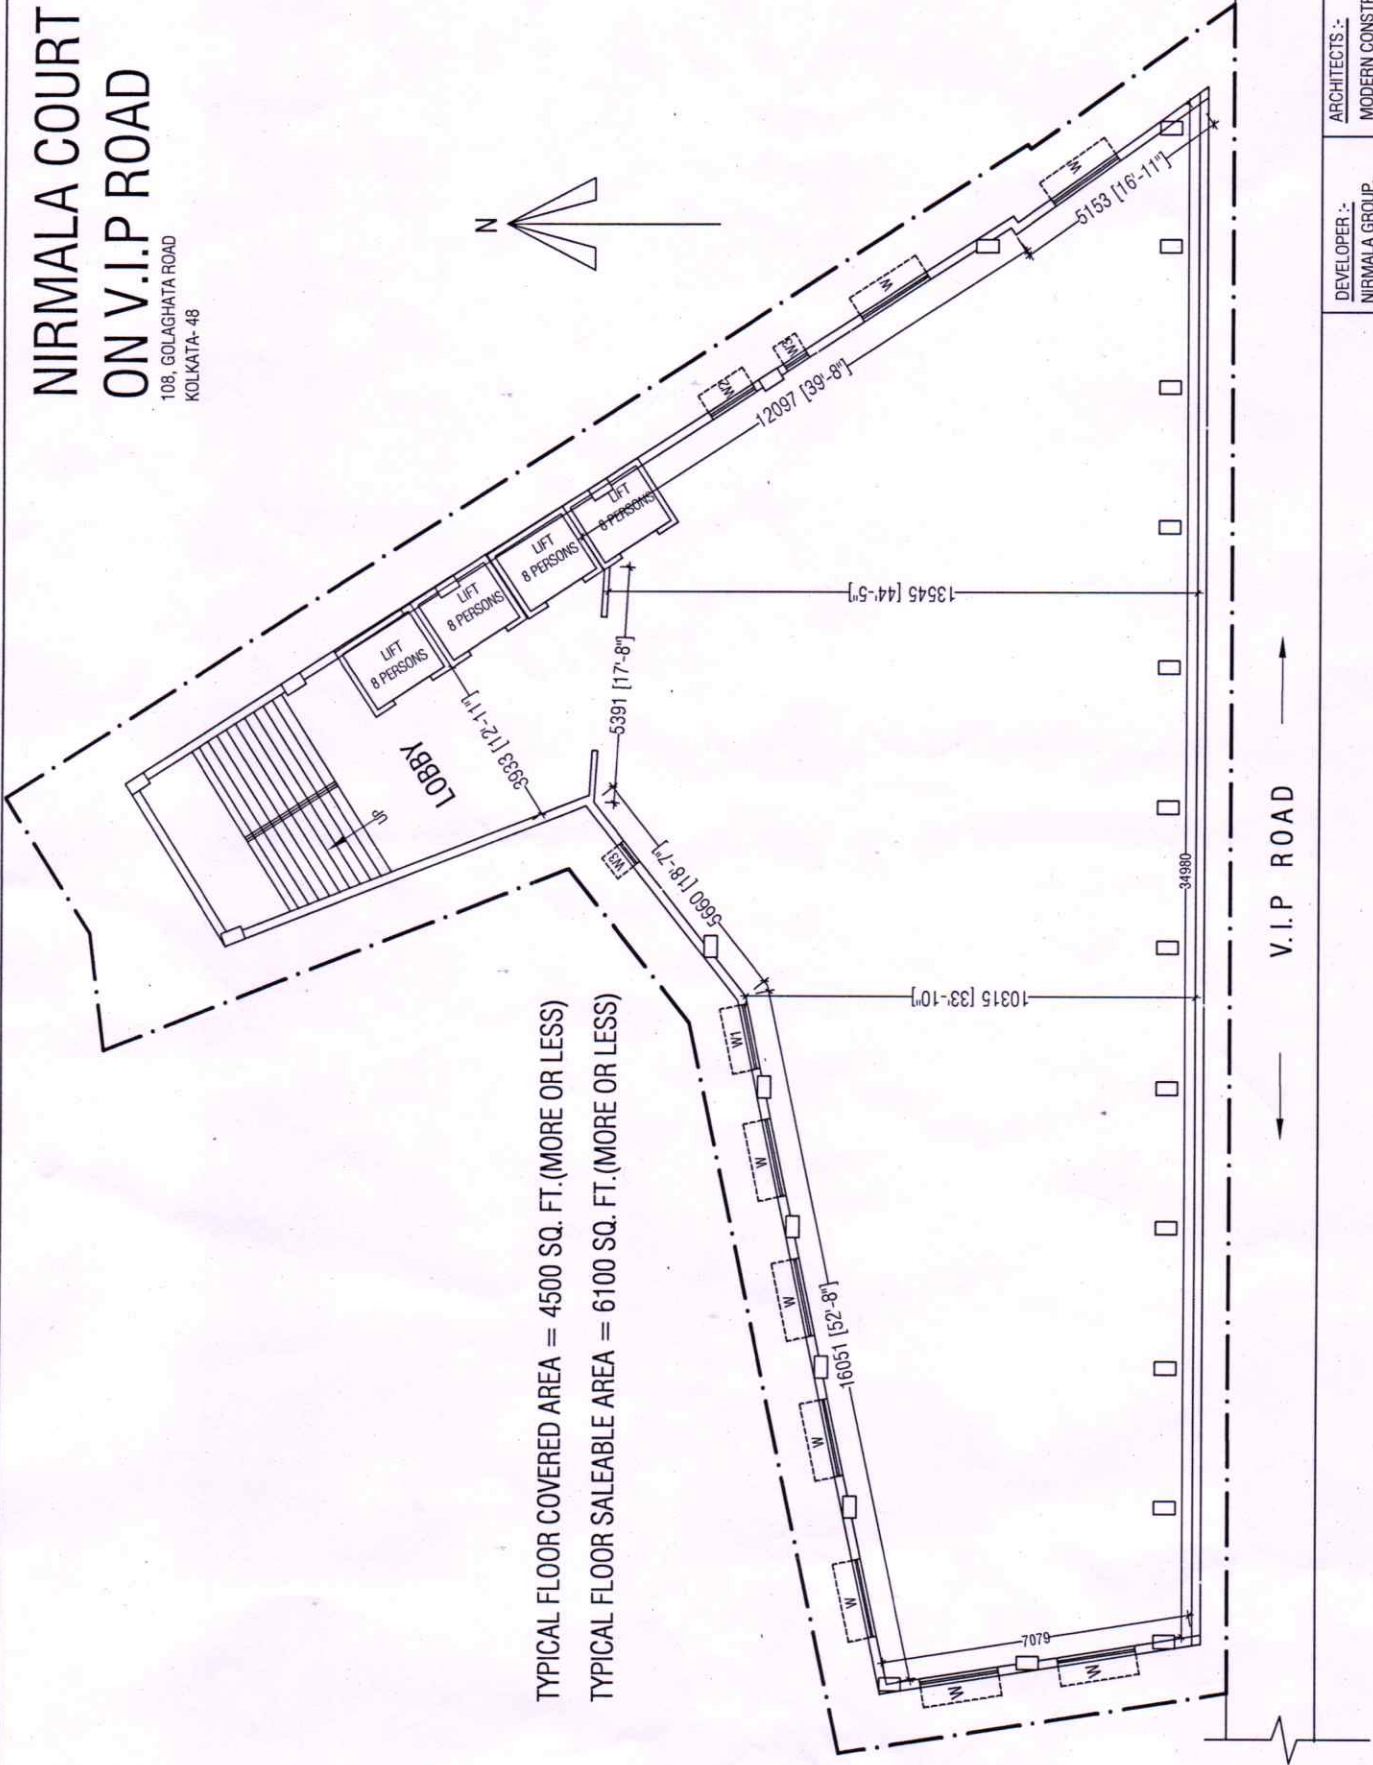 NIRMALA COURT
ON V.I.P ROAD
108, GOLAGHATA ROAD
KOLKATA- 48
N
TYPICAL FLOOR COVERED AREA = 4500 SQ. FT.(MORE OR LESS)
TYPICAL FLOOR SALEABLE AREA = 6100 SQ. FT.(MORE OR LESS)
UP
LOBBY
LIFT
8 PERSONS
LIFT
8 PERSONS
LIFT
8 PERSONS
LIFT
8 PERSONS
3933 [12'-11"]
5391 [17'-8"]
5660 [18'-7"]
W3
W2
W3
W
W
12097 [39'-8"]
5153 [16'-11"]
13545 [44'-5"]
10315 [33'-10"]
W1
W
W
W
W
16051 [52'-8"]
7079
W
W
34980
V.I.P ROAD
DEVELOPER :-
NIRMALA GROUP
ARCHITECTS :-